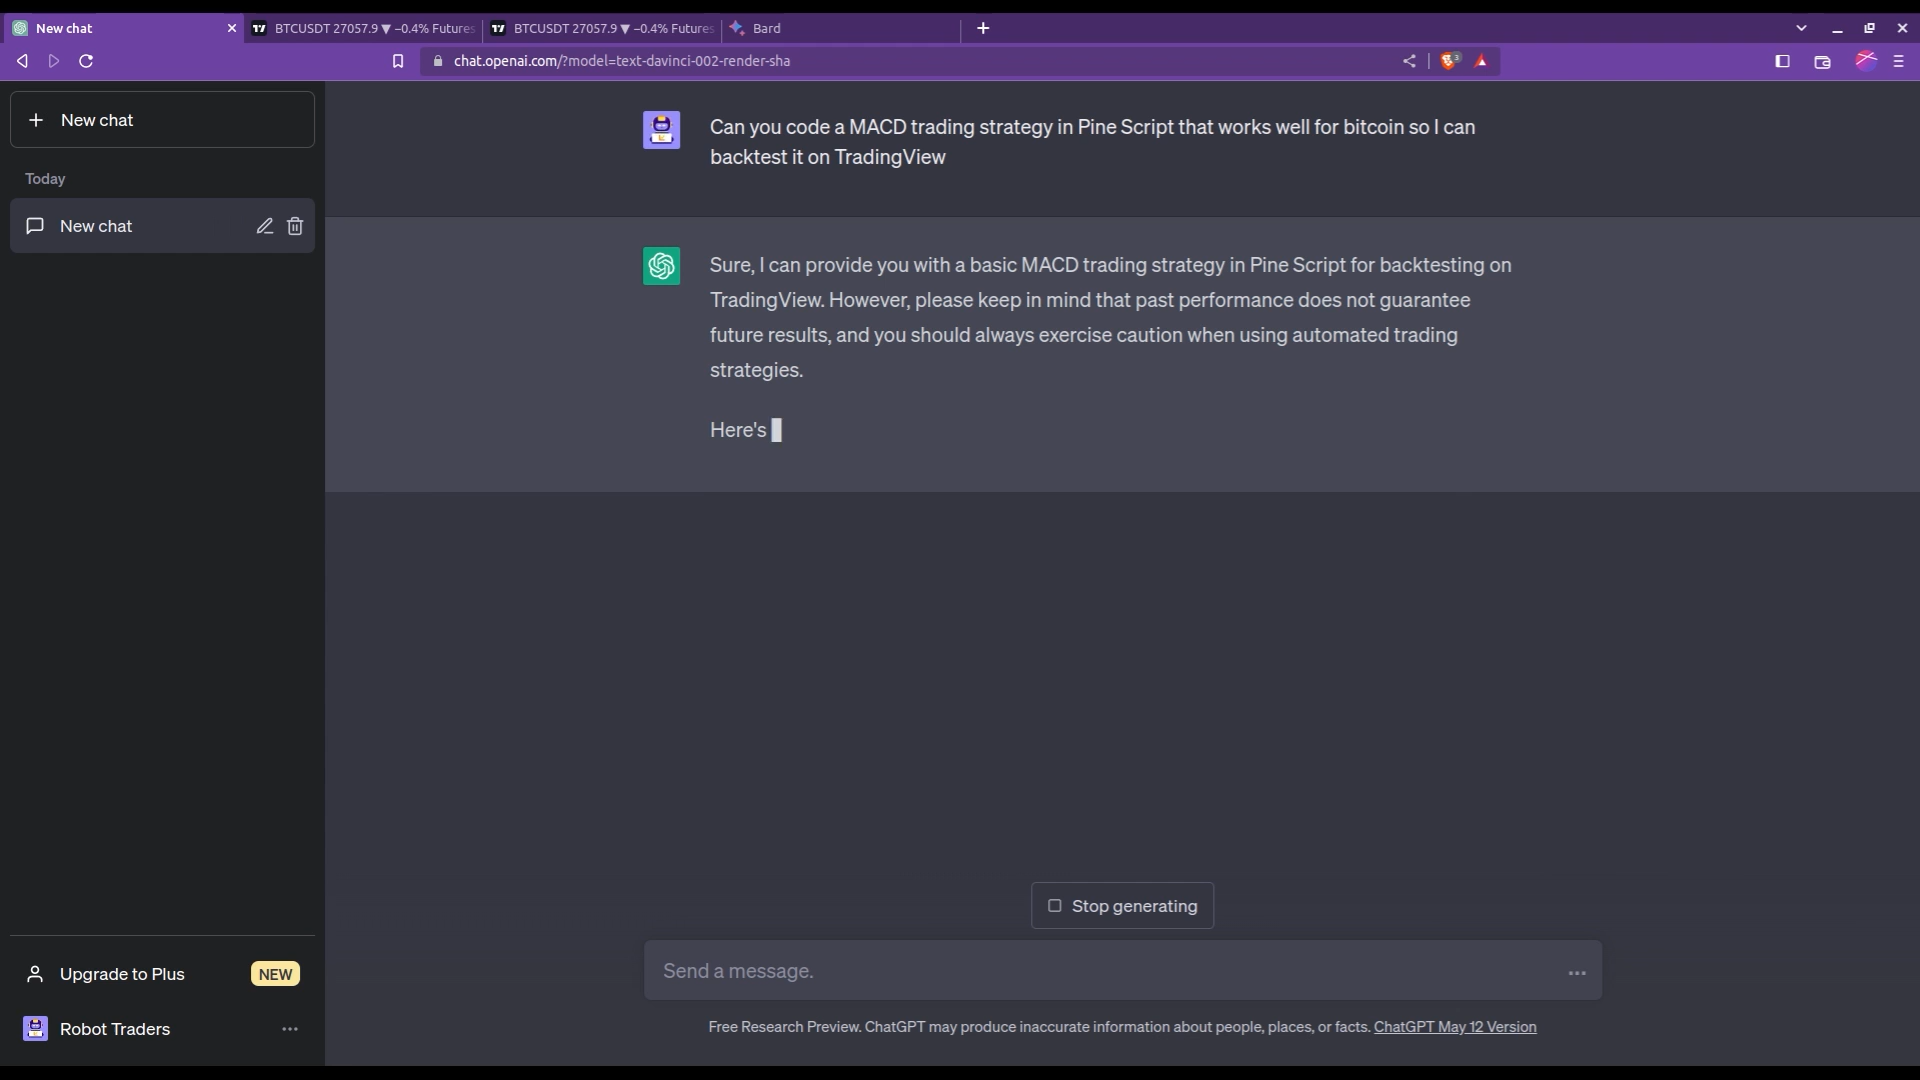 New chat
BTCUSDT 27057.9 ▼ −0.4% Futures
BTCUSDT 27057.9 ▼ −0.4% Futures
Bard
chat.openai.com/?model=text-davinci-002-render-sha
3
New chat
Today
New chat
Can you code a MACD trading strategy in Pine Script that works well for bitcoin so I can
backtest it on TradingView
Sure, I can provide you with a basic MACD trading strategy in Pine Script for backtesting on
TradingView. However, please keep in mind that past performance does not guarantee
future results, and you should always exercise caution when using automated trading
strategies.
Here's
Stop generating
Send a message.
Upgrade to Plus NEW
Robot Traders
Free Research Preview. ChatGPT may produce inaccurate information about people, places, or facts. ChatGPT May 12 Version